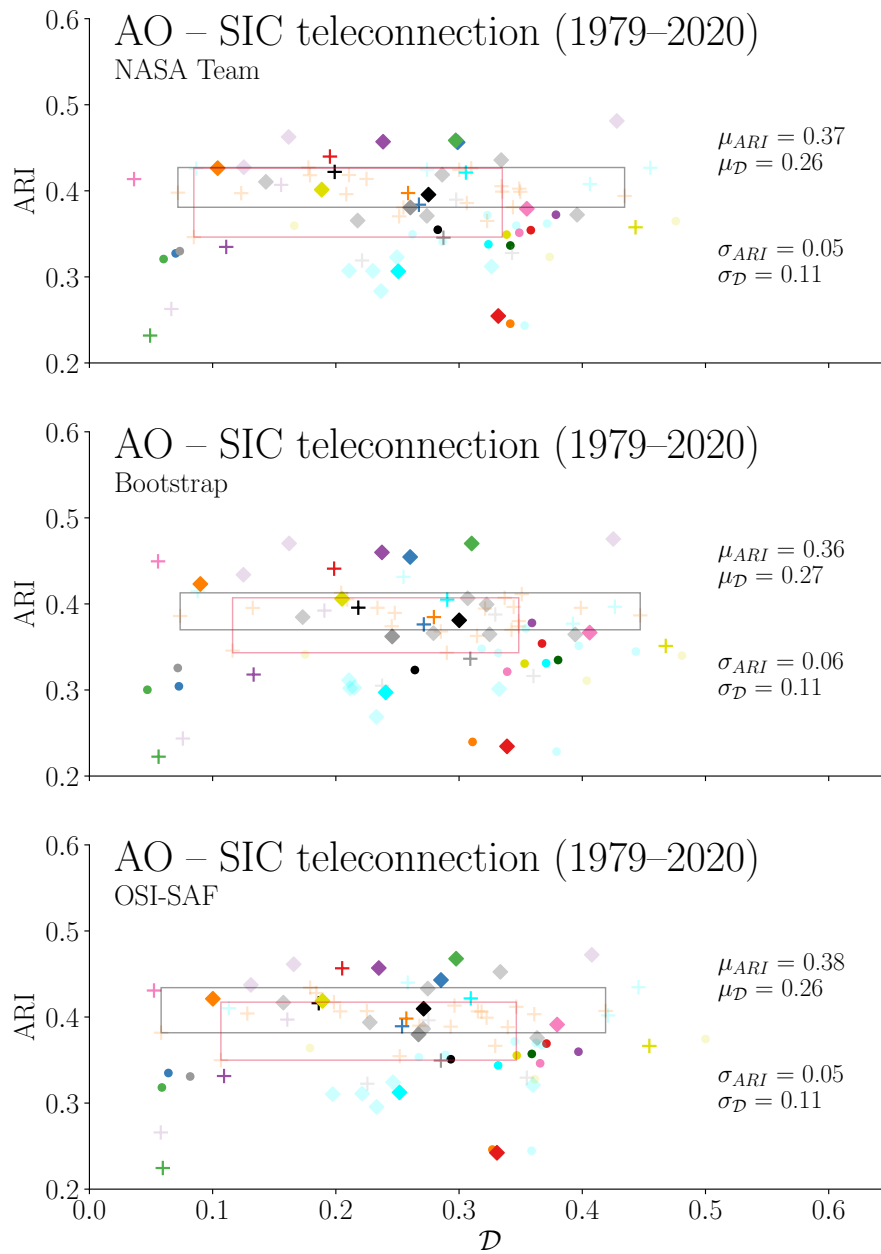 0.6
AO – SIC teleconnection (1979–2020)
NASA Team
0.5
μ_ARI = 0.37
μ_𝒟 = 0.26
ARI
0.4
0.3
σ_ARI = 0.05
σ_𝒟 = 0.11
0.2
0.6
AO – SIC teleconnection (1979–2020)
Bootstrap
0.5
μ_ARI = 0.36
μ_𝒟 = 0.27
ARI
0.4
0.3
σ_ARI = 0.06
σ_𝒟 = 0.11
0.2
0.6
AO – SIC teleconnection (1979–2020)
OSI-SAF
0.5
μ_ARI = 0.38
μ_𝒟 = 0.26
ARI
0.4
0.3
σ_ARI = 0.05
σ_𝒟 = 0.11
0.2
0.0 0.1 0.2 0.3 0.4 0.5 0.6
𝒟